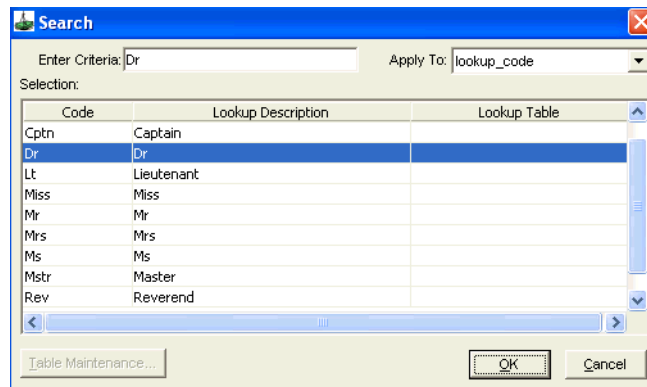 Search
Enter Criteria: Dr Apply To: lookup_code
Selection:
Code Lookup Description Lookup Table
Cptn Captain
Dr Dr
Lt Lieutenant
Miss Miss
Mr Mr
Mrs Mrs
Ms Ms
Mstr Master
Rev Reverend
Table Maintenance... OK Cancel